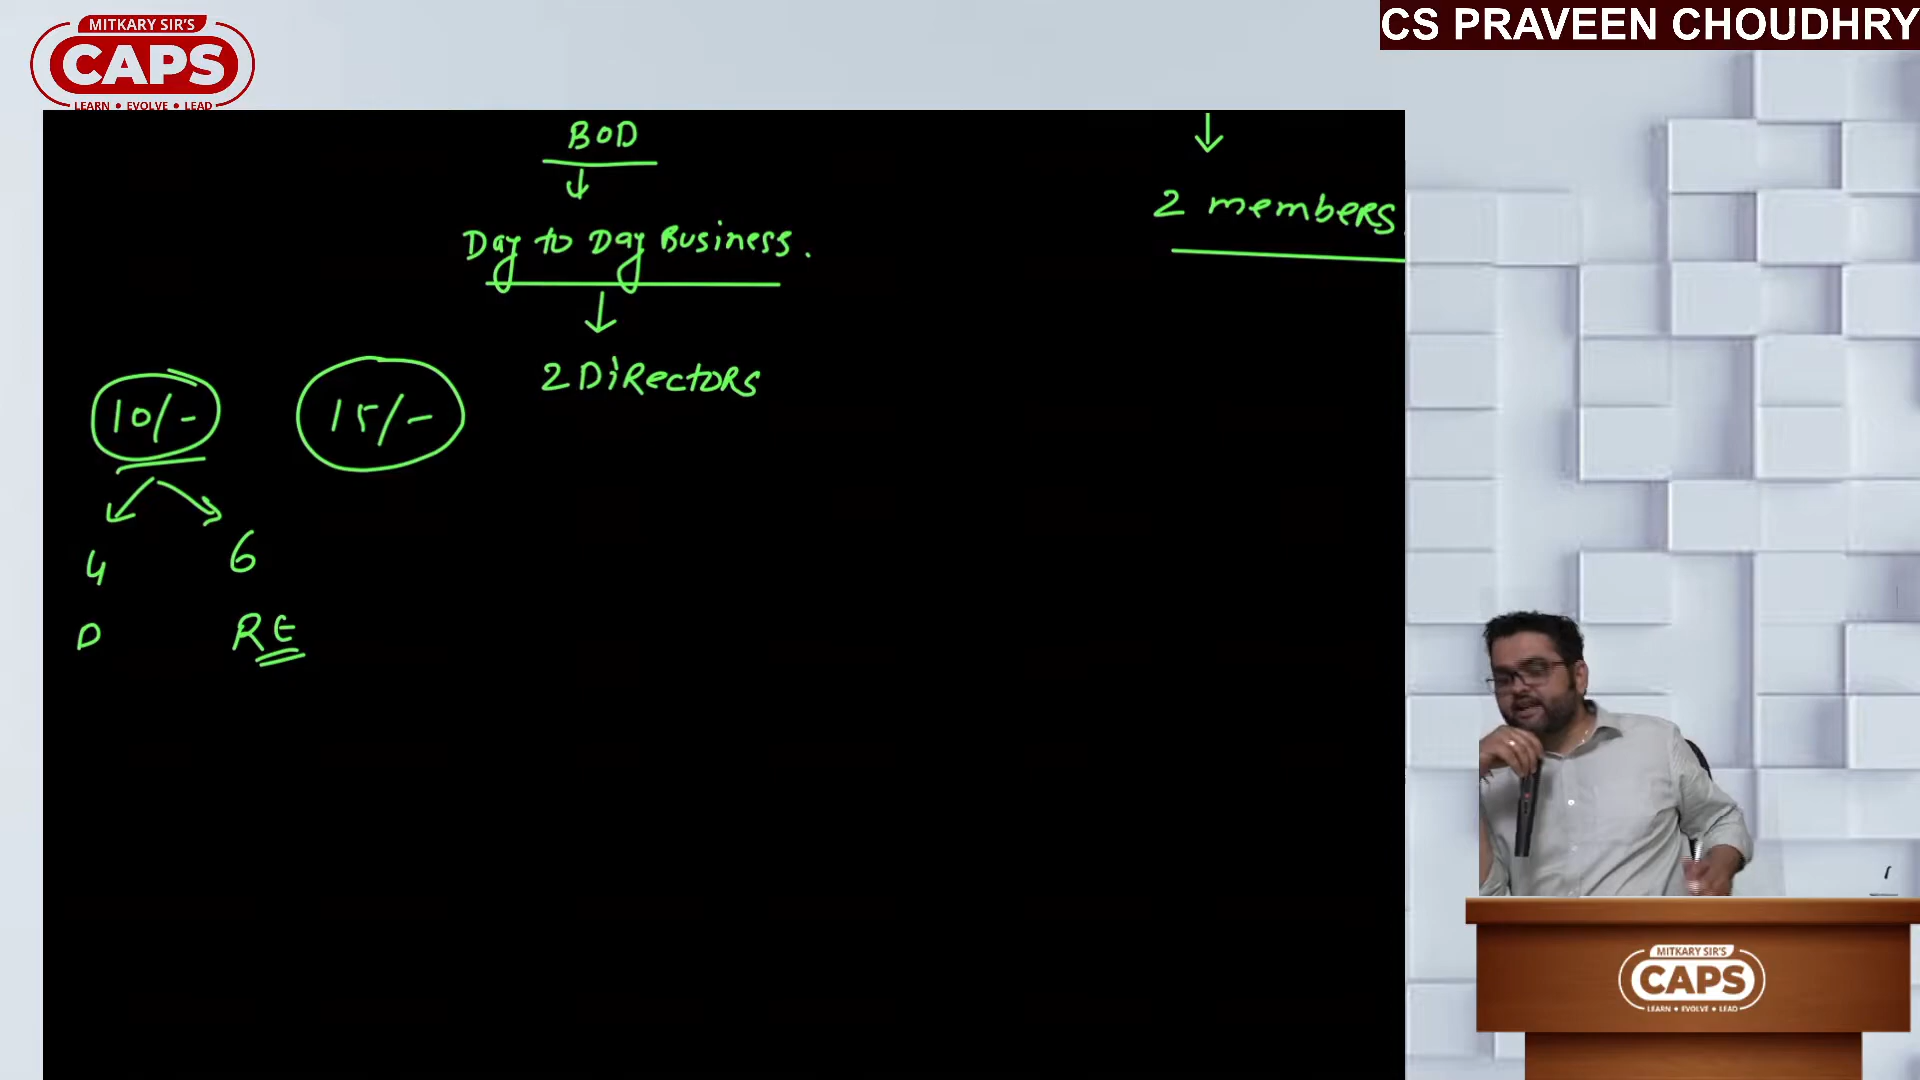 MITKARY SIR'S
CAPS
LEARN • EVOLVE • LEAD
CS PRAVEEN CHOUDHRY
BOD
Day to Day Business.
2 DiRectoRs
2 membeRs.
10/-
15/-
4
6
D
RE
MITKARY SIR'S
CAPS
LEARN • EVOLVE • LEAD